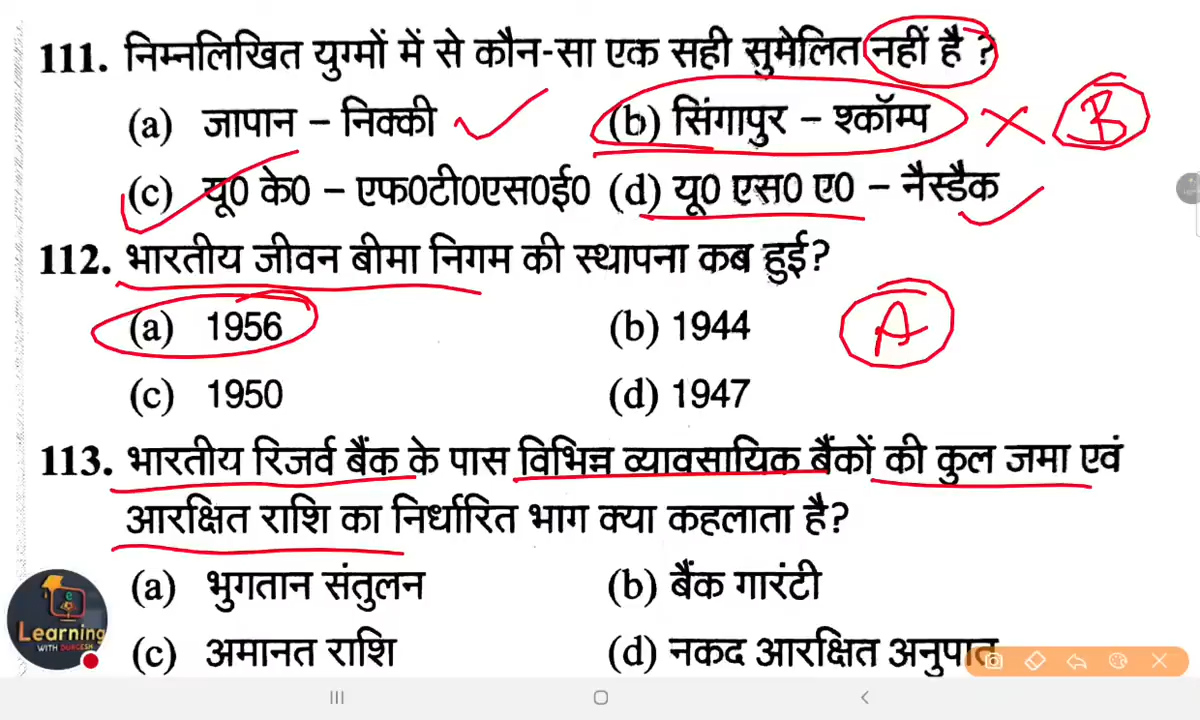 111. निम्नलिखित युग्मों में से कौन-सा एक सही सुमेलित नहीं है ?
(a) जापान – निक्की (b) सिंगापुर – श्कॉम्प B
(c) यू0 के0 – एफ0टी0एस0ई0 (d) यू0 एस0 ए0 – नैस्डैक
112. भारतीय जीवन बीमा निगम की स्थापना कब हुई?
(a) 1956 (b) 1944 A
(c) 1950 (d) 1947
113. भारतीय रिजर्व बैंक के पास विभिन्न व्यावसायिक बैंकों की कुल जमा एवं
आरक्षित राशि का निर्धारित भाग क्या कहलाता है?
(a) भुगतान संतुलन (b) बैंक गारंटी
(c) अमानत राशि (d) नकद आरक्षित अनुपात
e
Learning
WITH DURGESH